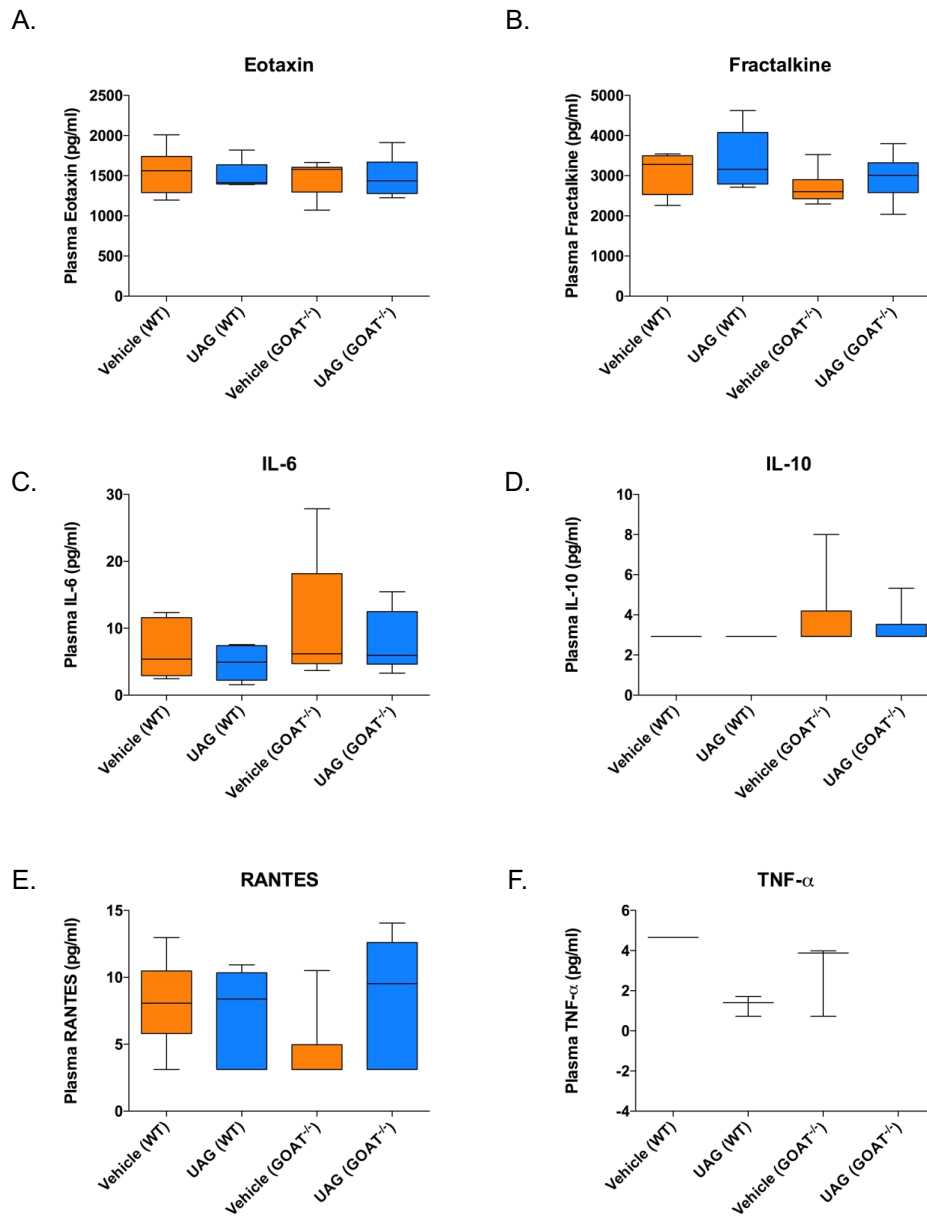 A.
Eotaxin
Plasma Eotaxin (pg/ml)
2500
2000
1500
1000
500
0
Vehicle (WT)
UAG (WT)
Vehicle (GOAT⁻/⁻)
UAG (GOAT⁻/⁻)
B.
Fractalkine
Plasma Fractalkine (pg/ml)
5000
4000
3000
2000
1000
0
Vehicle (WT)
UAG (WT)
Vehicle (GOAT⁻/⁻)
UAG (GOAT⁻/⁻)
C.
IL-6
Plasma IL-6 (pg/ml)
30
20
10
0
Vehicle (WT)
UAG (WT)
Vehicle (GOAT⁻/⁻)
UAG (GOAT⁻/⁻)
D.
IL-10
Plasma IL-10 (pg/ml)
10
8
6
4
2
0
Vehicle (WT)
UAG (WT)
Vehicle (GOAT⁻/⁻)
UAG (GOAT⁻/⁻)
E.
RANTES
Plasma RANTES (pg/ml)
15
10
5
0
Vehicle (WT)
UAG (WT)
Vehicle (GOAT⁻/⁻)
UAG (GOAT⁻/⁻)
F.
TNF-α
Plasma TNF-α (pg/ml)
6
4
2
0
-2
-4
Vehicle (WT)
UAG (WT)
Vehicle (GOAT⁻/⁻)
UAG (GOAT⁻/⁻)